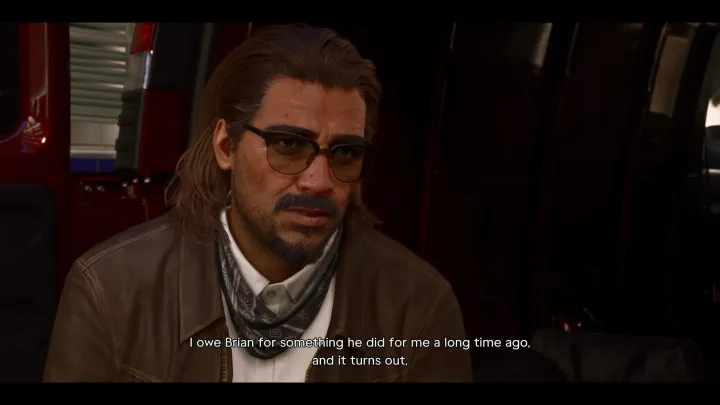 I owe Brian for something he did for me a long time ago,
and it turns out,